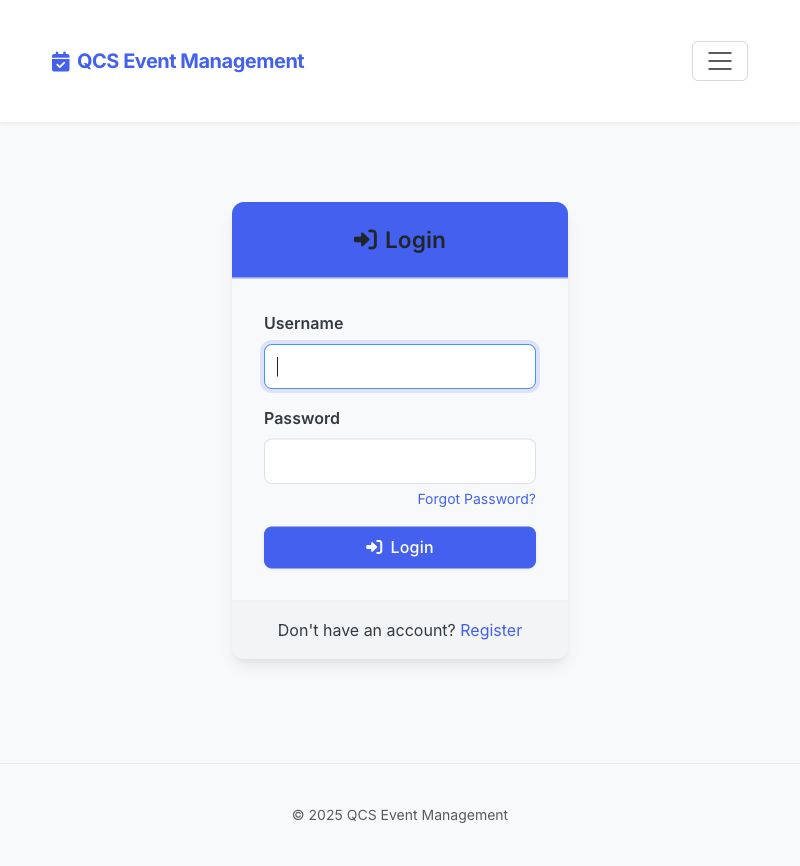 QCS Event Management
Login
Username
Password
Forgot Password?
Login
Don't have an account? Register
© 2025 QCS Event Management